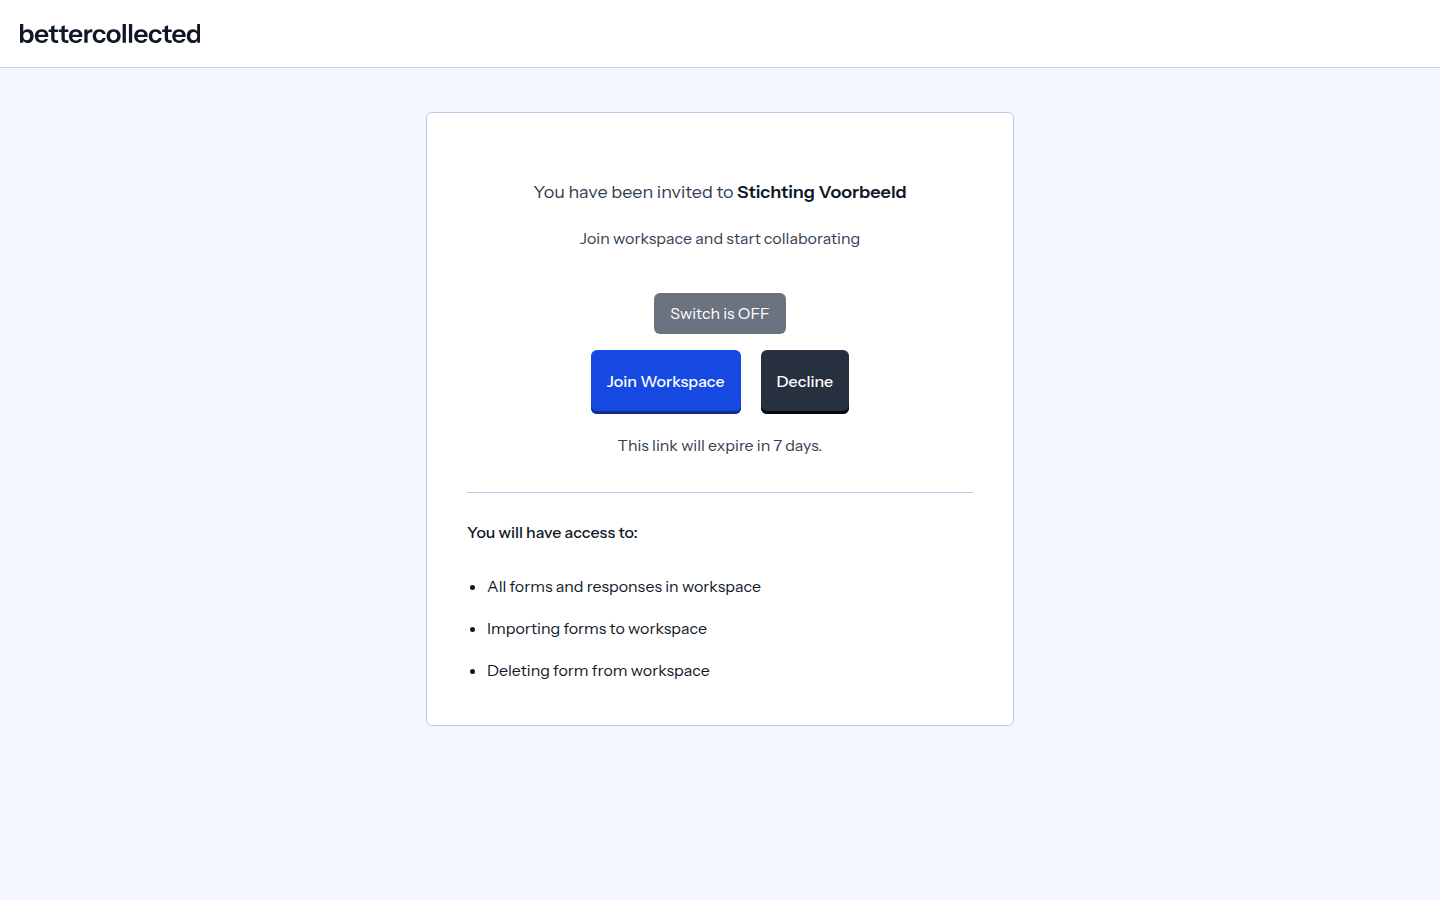 bettercollected
You have been invited to Stichting Voorbeeld
Join workspace and start collaborating
Switch is OFF
Join Workspace
Decline
This link will expire in 7 days.
You will have access to:
All forms and responses in workspace
Importing forms to workspace
Deleting form from workspace